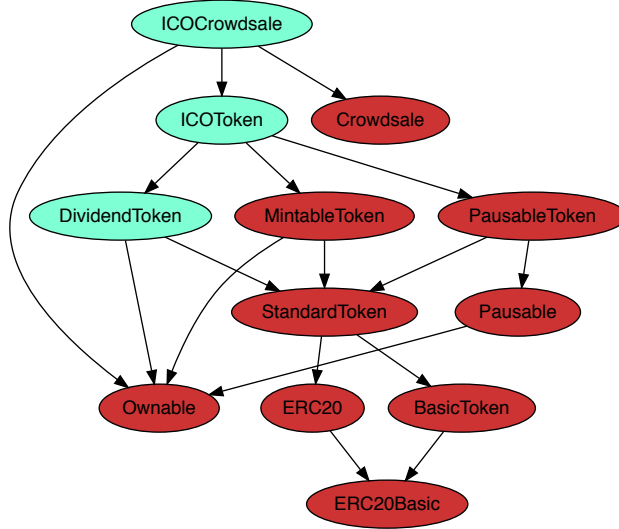 ICOCrowdsale
ICOToken
Crowdsale
DividendToken
MintableToken
PausableToken
StandardToken
Pausable
Ownable
ERC20
BasicToken
ERC20Basic